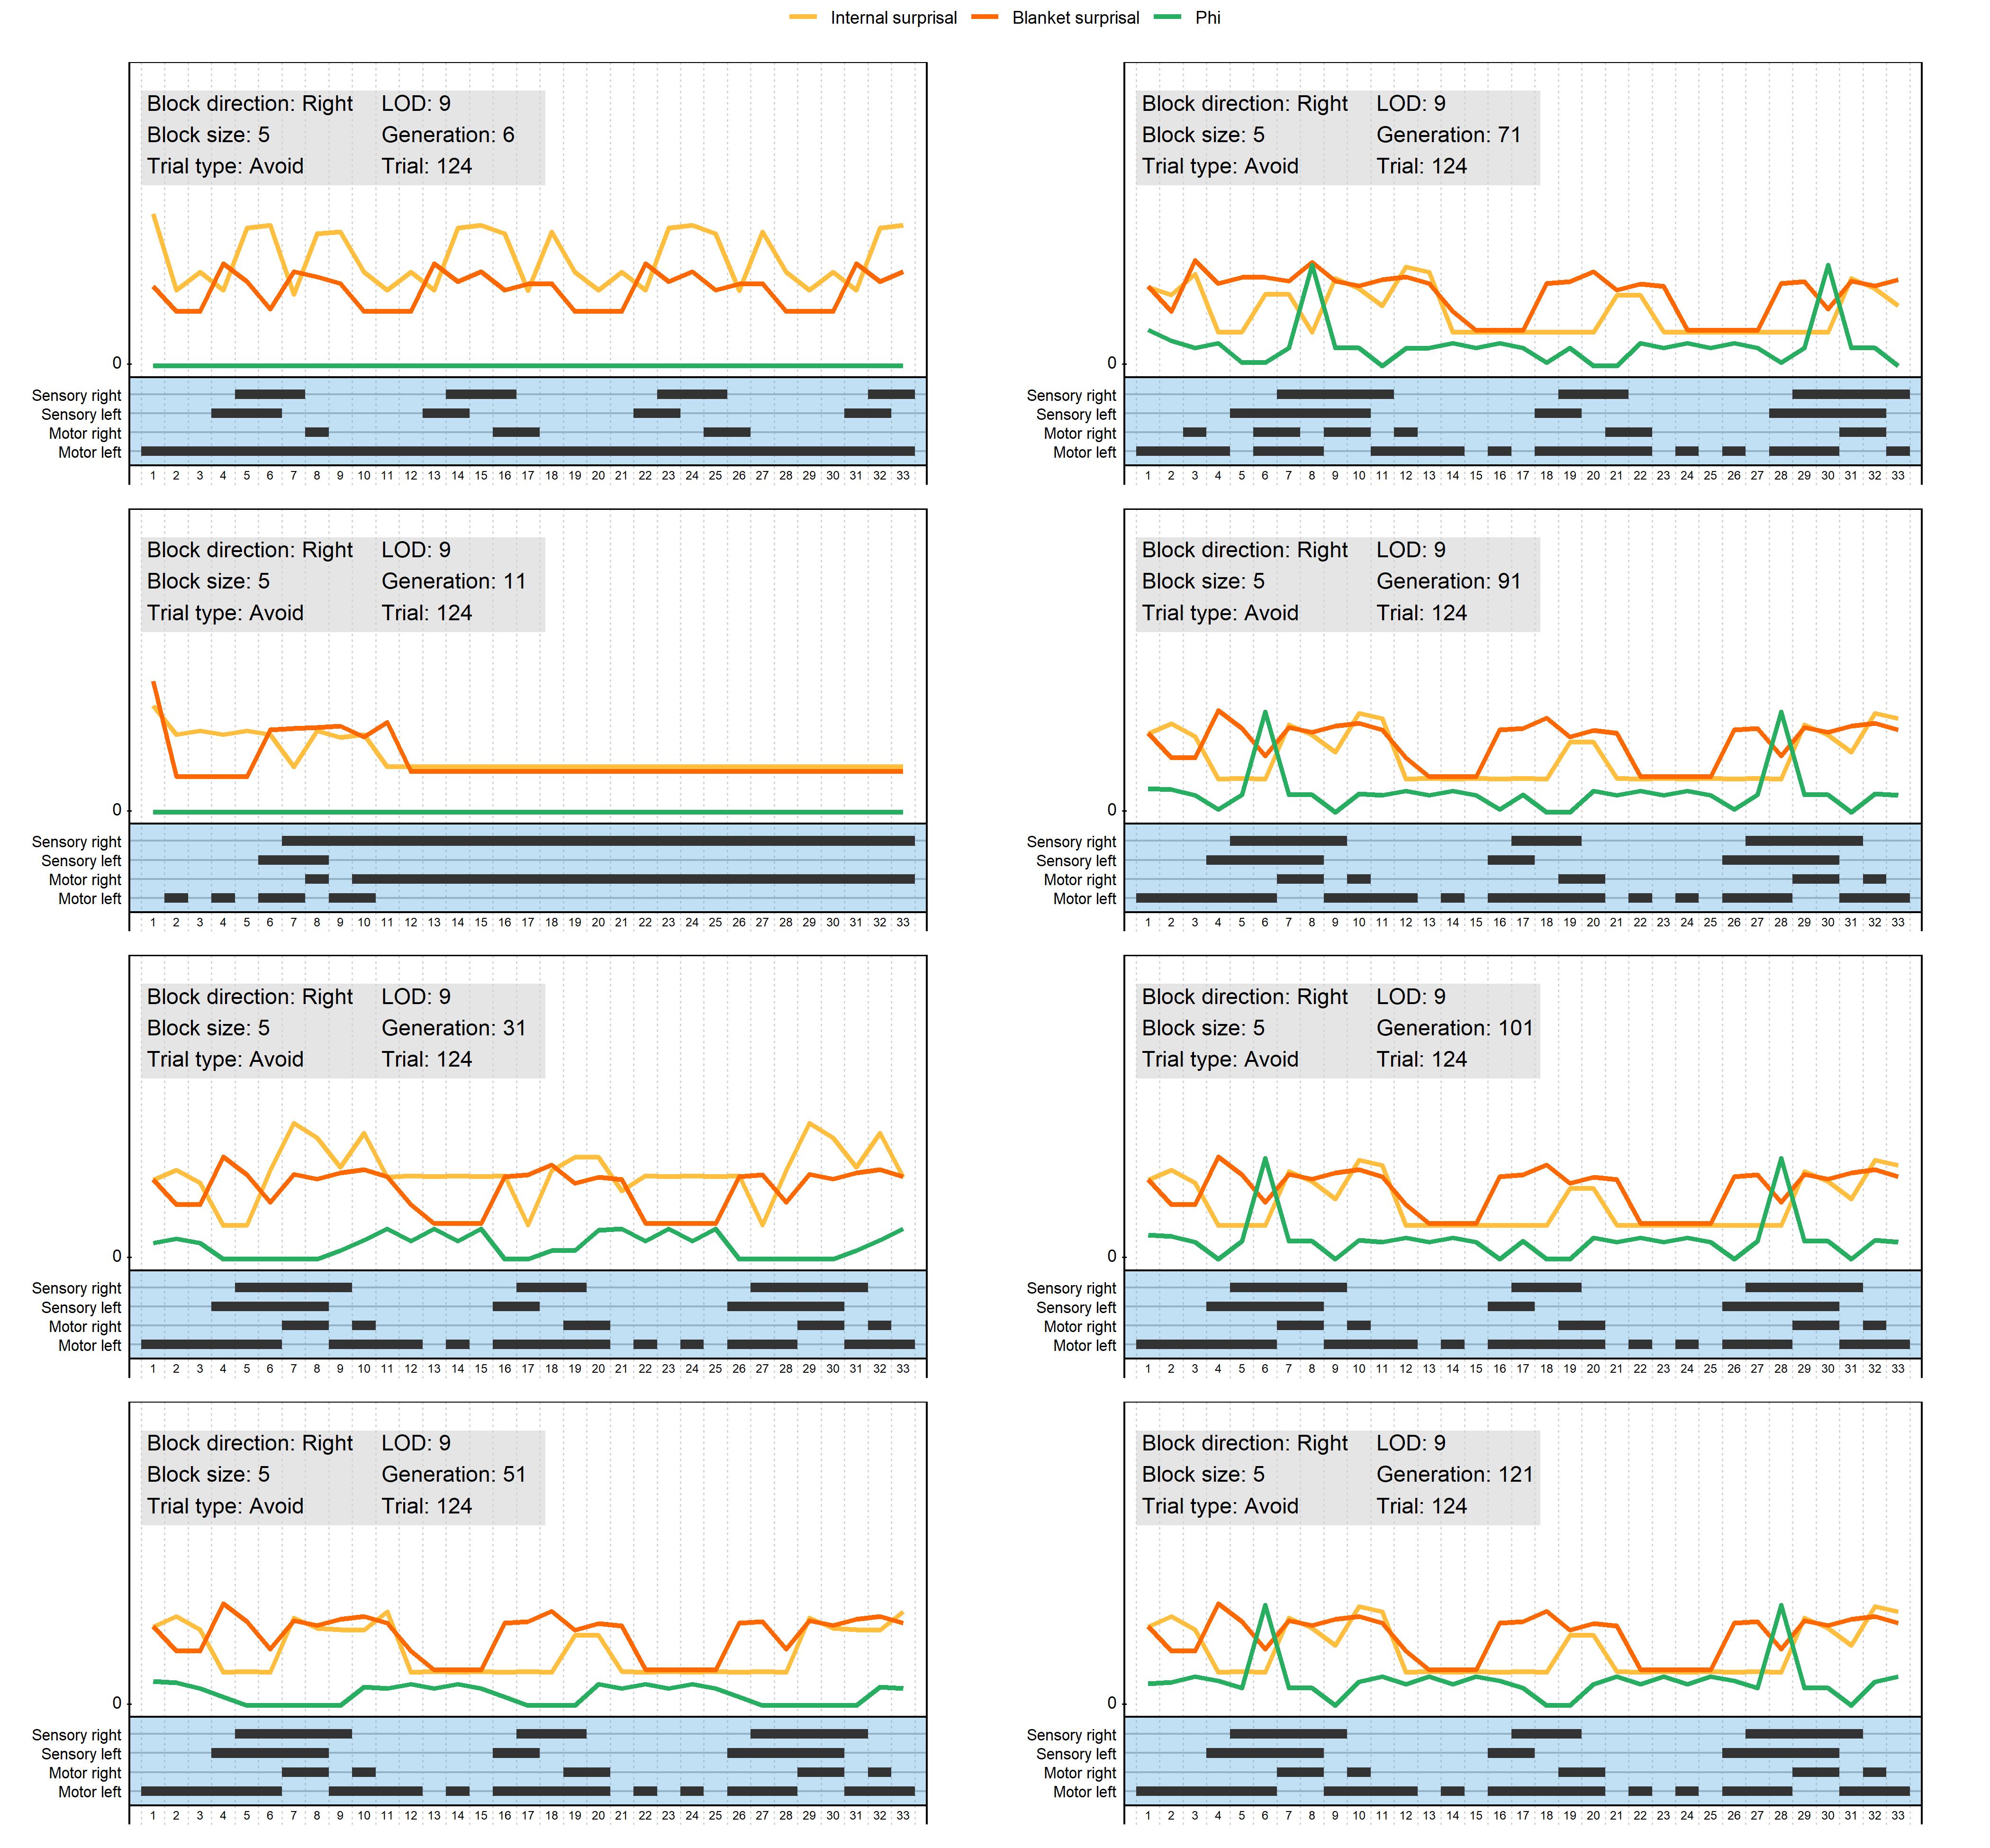 Internal surprisal Blanket surprisal Phi
Block direction: Right LOD: 9
Block size: 5 Generation: 6
Trial type: Avoid Trial: 124
0
Sensory right
Sensory left
Motor right
Motor left
1 2 3 4 5 6 7 8 9 10 11 12 13 14 15 16 17 18 19 20 21 22 23 24 25 26 27 28 29 30 31 32 33
Block direction: Right LOD: 9
Block size: 5 Generation: 71
Trial type: Avoid Trial: 124
0
Sensory right
Sensory left
Motor right
Motor left
1 2 3 4 5 6 7 8 9 10 11 12 13 14 15 16 17 18 19 20 21 22 23 24 25 26 27 28 29 30 31 32 33
Block direction: Right LOD: 9
Block size: 5 Generation: 11
Trial type: Avoid Trial: 124
0
Sensory right
Sensory left
Motor right
Motor left
1 2 3 4 5 6 7 8 9 10 11 12 13 14 15 16 17 18 19 20 21 22 23 24 25 26 27 28 29 30 31 32 33
Block direction: Right LOD: 9
Block size: 5 Generation: 91
Trial type: Avoid Trial: 124
0
Sensory right
Sensory left
Motor right
Motor left
1 2 3 4 5 6 7 8 9 10 11 12 13 14 15 16 17 18 19 20 21 22 23 24 25 26 27 28 29 30 31 32 33
Block direction: Right LOD: 9
Block size: 5 Generation: 31
Trial type: Avoid Trial: 124
0
Sensory right
Sensory left
Motor right
Motor left
1 2 3 4 5 6 7 8 9 10 11 12 13 14 15 16 17 18 19 20 21 22 23 24 25 26 27 28 29 30 31 32 33
Block direction: Right LOD: 9
Block size: 5 Generation: 101
Trial type: Avoid Trial: 124
0
Sensory right
Sensory left
Motor right
Motor left
1 2 3 4 5 6 7 8 9 10 11 12 13 14 15 16 17 18 19 20 21 22 23 24 25 26 27 28 29 30 31 32 33
Block direction: Right LOD: 9
Block size: 5 Generation: 51
Trial type: Avoid Trial: 124
0
Sensory right
Sensory left
Motor right
Motor left
1 2 3 4 5 6 7 8 9 10 11 12 13 14 15 16 17 18 19 20 21 22 23 24 25 26 27 28 29 30 31 32 33
Block direction: Right LOD: 9
Block size: 5 Generation: 121
Trial type: Avoid Trial: 124
0
Sensory right
Sensory left
Motor right
Motor left
1 2 3 4 5 6 7 8 9 10 11 12 13 14 15 16 17 18 19 20 21 22 23 24 25 26 27 28 29 30 31 32 33